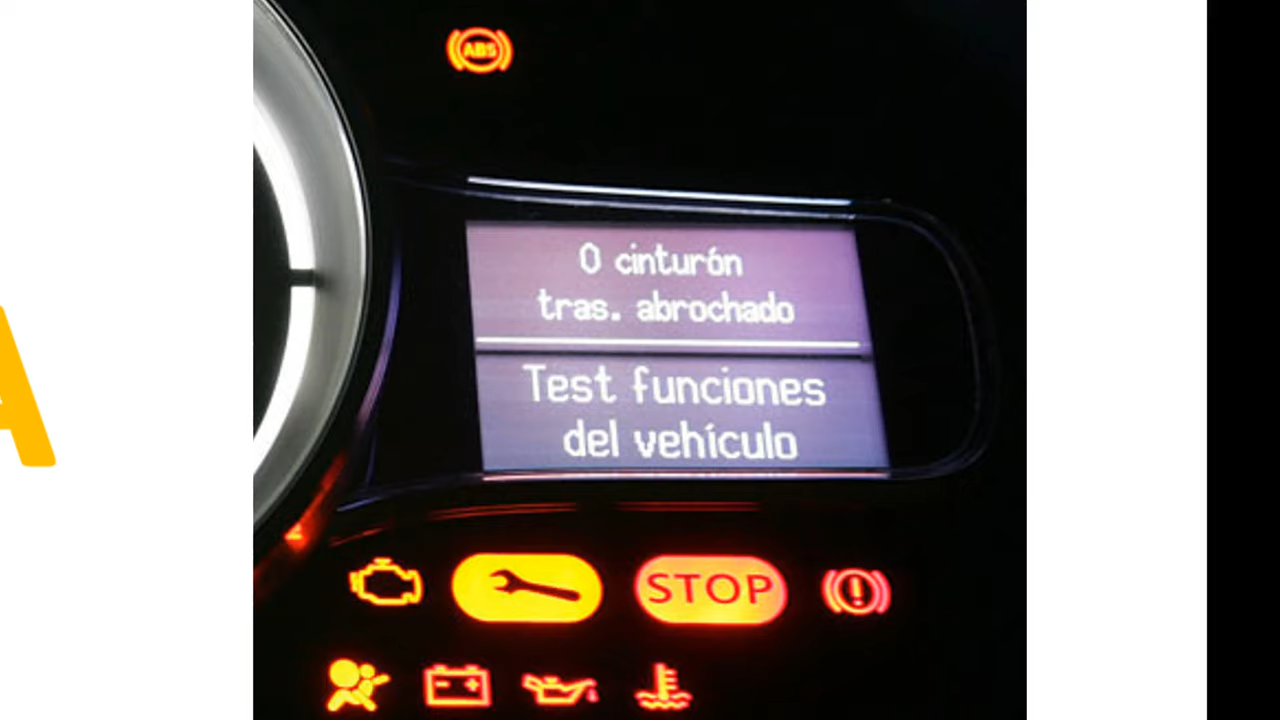 A
ABS
0 cinturón
tras. abrochado
Test funciones
del vehículo
STOP